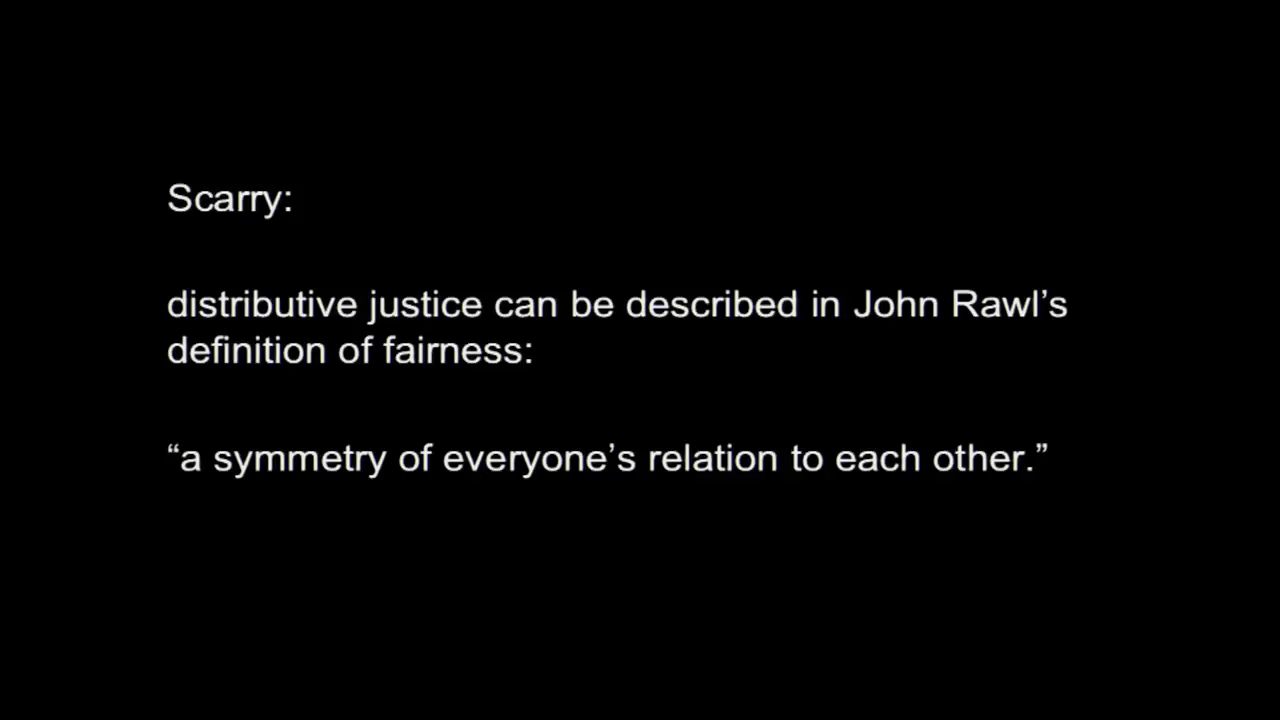 Scarry:
distributive justice can be described in John Rawl’s
definition of fairness:
“a symmetry of everyone’s relation to each other.”